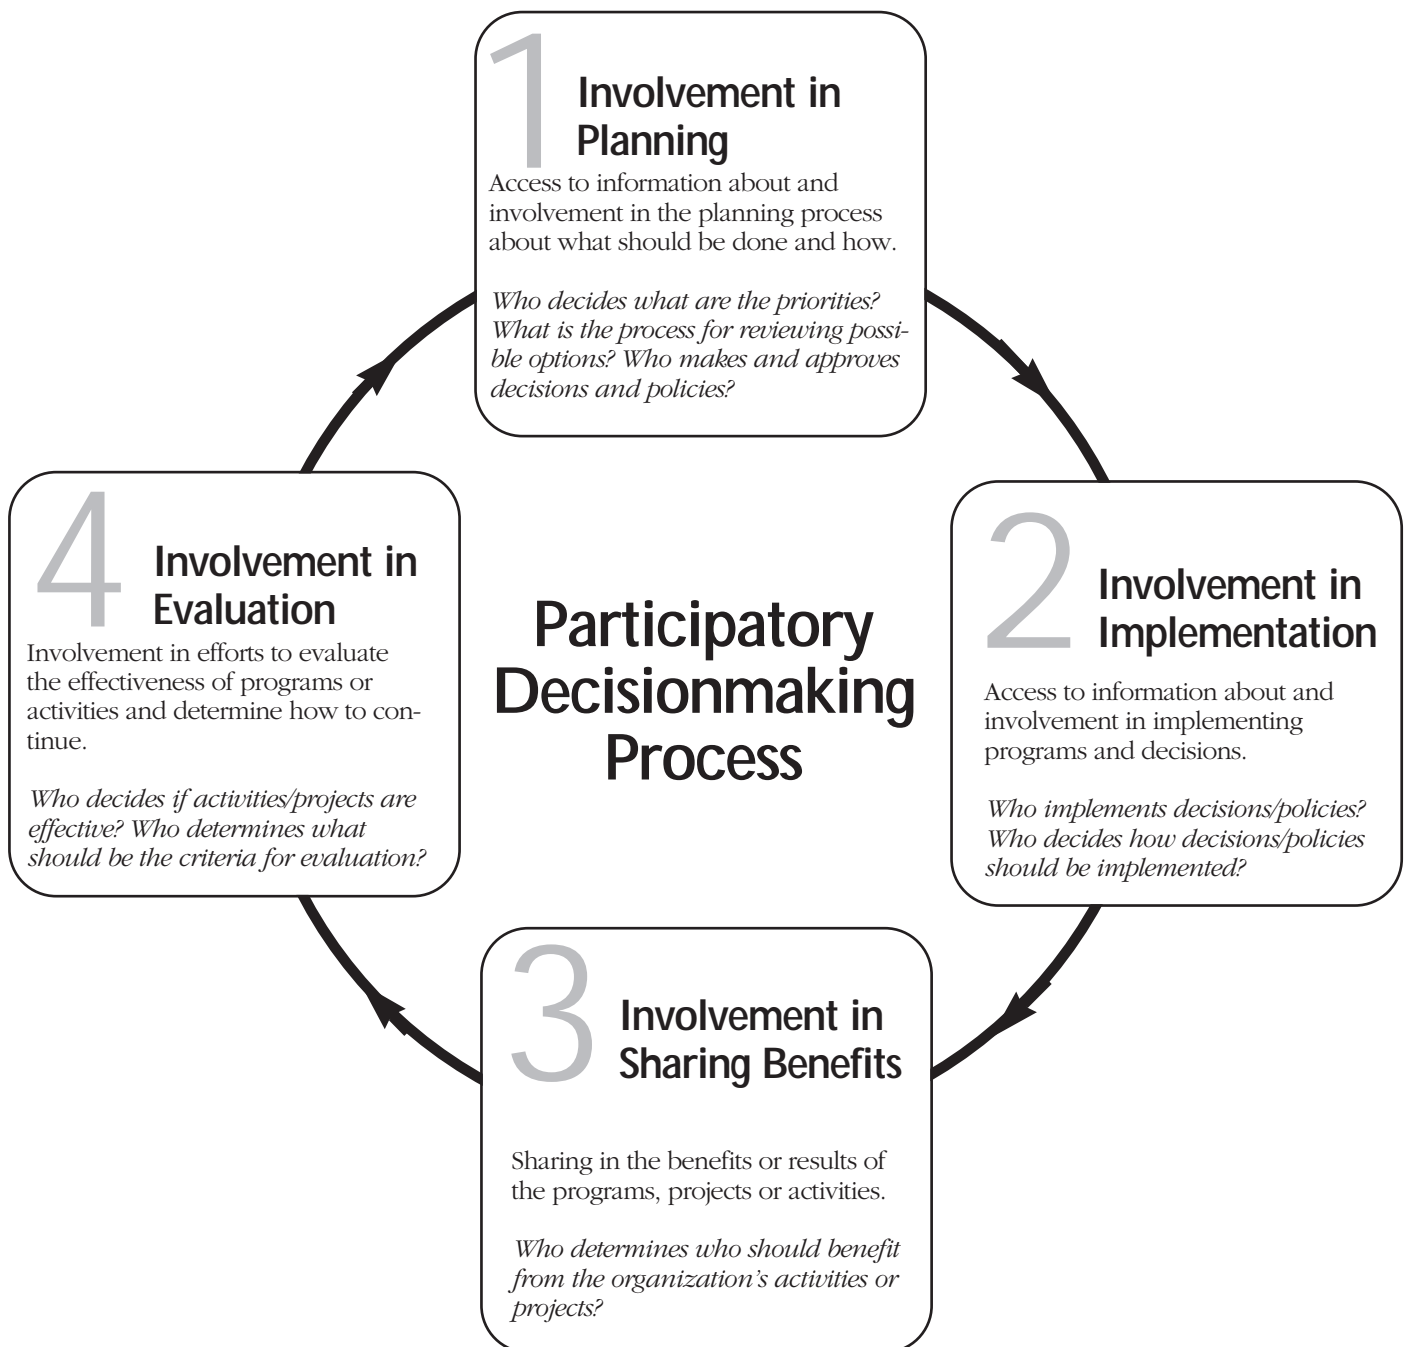 1
Involvement in
Planning
Access to information about and
involvement in the planning process
about what should be done and how.
Who decides what are the priorities?
What is the process for reviewing possi-
ble options? Who makes and approves
decisions and policies?
2
Involvement in
Implementation
Access to information about and
involvement in implementing
programs and decisions.
Who implements decisions/policies?
Who decides how decisions/policies
should be implemented?
3
Involvement in
Sharing Benefits
Sharing in the benefits or results of
the programs, projects or activities.
Who determines who should benefit
from the organization's activities or
projects?
4
Involvement in
Evaluation
Involvement in efforts to evaluate
the effectiveness of programs or
activities and determine how to con-
tinue.
Who decides if activities/projects are
effective? Who determines what
should be the criteria for evaluation?
Participatory
Decisionmaking
Process